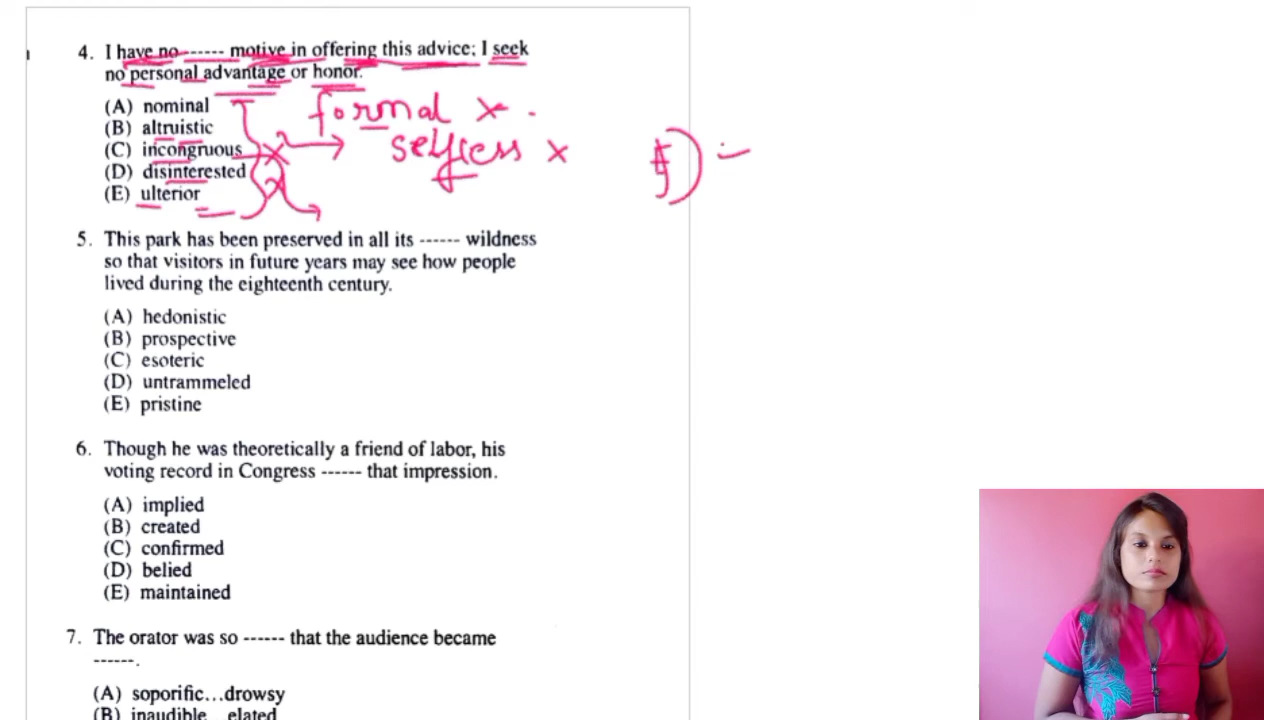 4. I have no ------ motive in offering this advice; I seek
no personal advantage or honor.
(A) nominal
(B) altruistic
(C) incongruous
(D) disinterested
(E) ulterior
formal ×
selfless ×
5. This park has been preserved in all its ------ wildness
so that visitors in future years may see how people
lived during the eighteenth century.
(A) hedonistic
(B) prospective
(C) esoteric
(D) untrammeled
(E) pristine
6. Though he was theoretically a friend of labor, his
voting record in Congress ------ that impression.
(A) implied
(B) created
(C) confirmed
(D) belied
(E) maintained
7. The orator was so ------ that the audience became
------.
(A) soporific...drowsy
(B) inaudible...elated